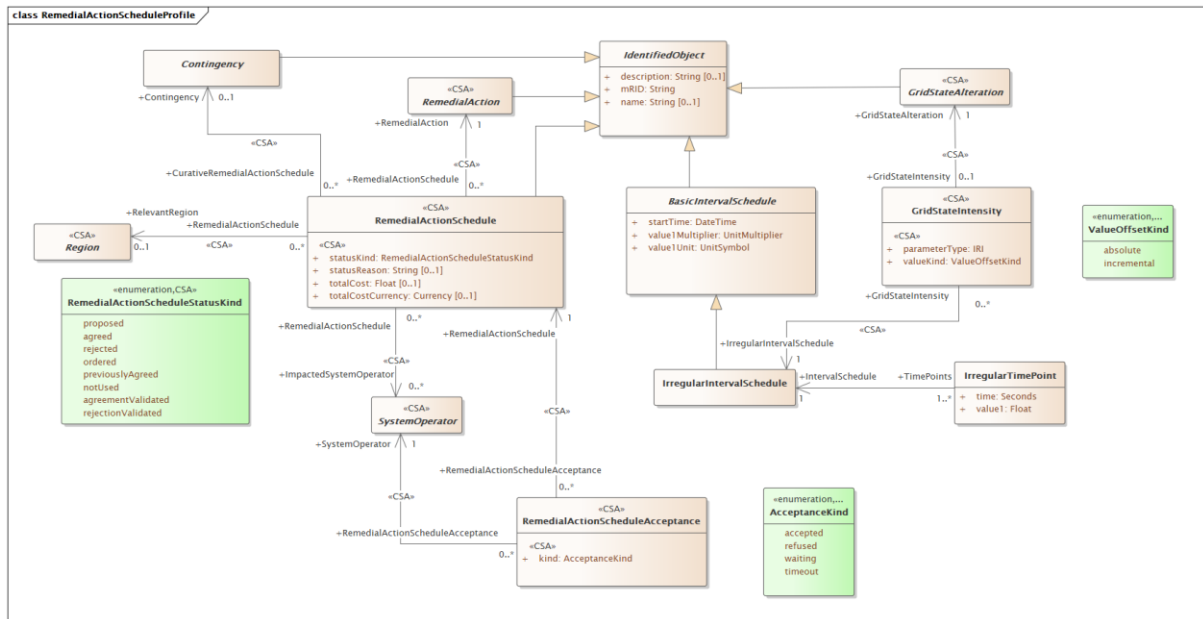 class RemedialActionScheduleProfile
Contingency
IdentifiedObject
+ description: String [0..1]
+ mRID: String
+ name: String [0..1]
«CSA»
RemedialAction
«CSA»
GridStateAlteration
+Contingency
0..1
+RemedialAction
1
+GridStateAlteration
1
«CSA»
«CSA»
«CSA»
+CurativeRemedialActionSchedule
0..*
+RemedialActionSchedule
0..*
+GridStateIntensity
0..1
«CSA»
Region
+RelevantRegion
0..1
+RemedialActionSchedule
0..*
«CSA»
«CSA»
RemedialActionSchedule
«CSA»
+ statusKind: RemedialActionScheduleStatusKind
+ statusReason: String [0..1]
+ totalCost: Float [0..1]
+ totalCostCurrency: Currency [0..1]
BasicIntervalSchedule
+ startTime: DateTime
+ value1Multiplier: UnitMultiplier
+ value1Unit: UnitSymbol
«CSA»
GridStateIntensity
«CSA»
+ parameterType: IRI
+ valueKind: ValueOffsetKind
«enumeration,...
ValueOffsetKind
absolute
incremental
«enumeration,CSA»
RemedialActionScheduleStatusKind
proposed
agreed
rejected
ordered
previouslyAgreed
notUsed
agreementValidated
rejectionValidated
+RemedialActionSchedule
0..*
«CSA»
+ImpactedSystemOperator
0..*
1
+RemedialActionSchedule
+GridStateIntensity
0..*
«CSA»
+IrregularIntervalSchedule
1
IrregularIntervalSchedule
+IntervalSchedule
1
+TimePoints
1..*
IrregularTimePoint
+ time: Seconds
+ value1: Float
«CSA»
SystemOperator
+SystemOperator
1
«CSA»
«CSA»
+RemedialActionScheduleAcceptance
0..*
+RemedialActionScheduleAcceptance
0..*
«CSA»
RemedialActionScheduleAcceptance
«CSA»
+ kind: AcceptanceKind
«enumeration,...
AcceptanceKind
accepted
refused
waiting
timeout